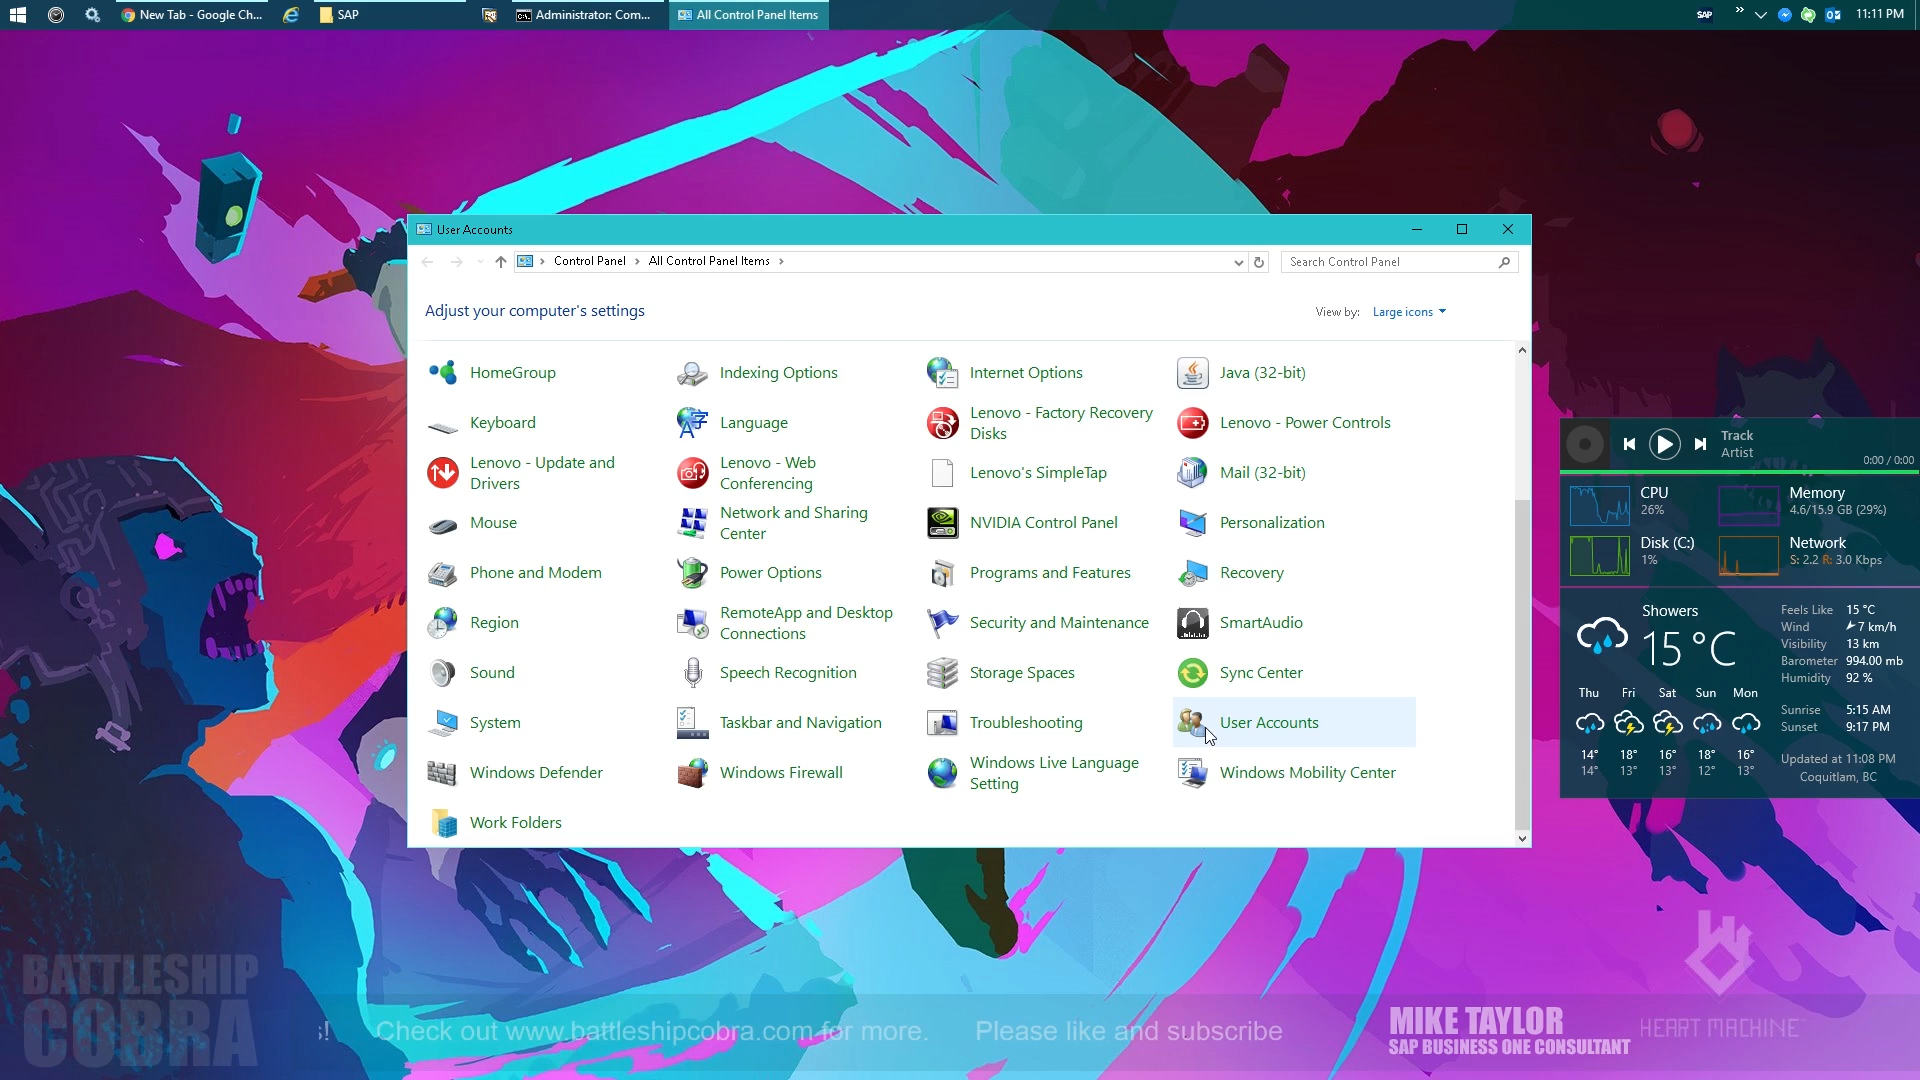 New Tab - Google Ch...
SAP
Administrator: Com...
All Control Panel Items
SAP
11:11 PM
User Accounts
Control Panel
All Control Panel Items
Search Control Panel
Adjust your computer's settings
View by:
Large icons
HomeGroup
Indexing Options
Internet Options
Java (32-bit)
Keyboard
Language
Lenovo - Factory Recovery
Disks
Lenovo - Power Controls
Lenovo - Update and
Drivers
Lenovo - Web
Conferencing
Lenovo's SimpleTap
Mail (32-bit)
Mouse
Network and Sharing
Center
NVIDIA Control Panel
Personalization
Phone and Modem
Power Options
Programs and Features
Recovery
Region
RemoteApp and Desktop
Connections
Security and Maintenance
SmartAudio
Sound
Speech Recognition
Storage Spaces
Sync Center
System
Taskbar and Navigation
Troubleshooting
User Accounts
Windows Defender
Windows Firewall
Windows Live Language
Setting
Windows Mobility Center
Work Folders
Track
Artist
0:00 / 0:00
CPU
26%
Memory
4.6/15.9 GB (29%)
Disk (C:)
1%
Network
S: 2.2 R: 3.0 Kbps
Showers
15 °C
Feels Like 15 °C
Wind 7 km/h
Visibility 13 km
Barometer 994.00 mb
Humidity 92 %
Thu Fri Sat Sun Mon
Sunrise 5:15 AM
Sunset 9:17 PM
14° 18° 16° 18° 16°
14° 13° 13° 12° 13°
Updated at 11:08 PM
Coquitlam, BC
BATTLESHIP
COBRA
s! Check out www.battleshipcobra.com for more. Please like and subscribe
MIKE TAYLOR
SAP BUSINESS ONE CONSULTANT
HEART MACHINE